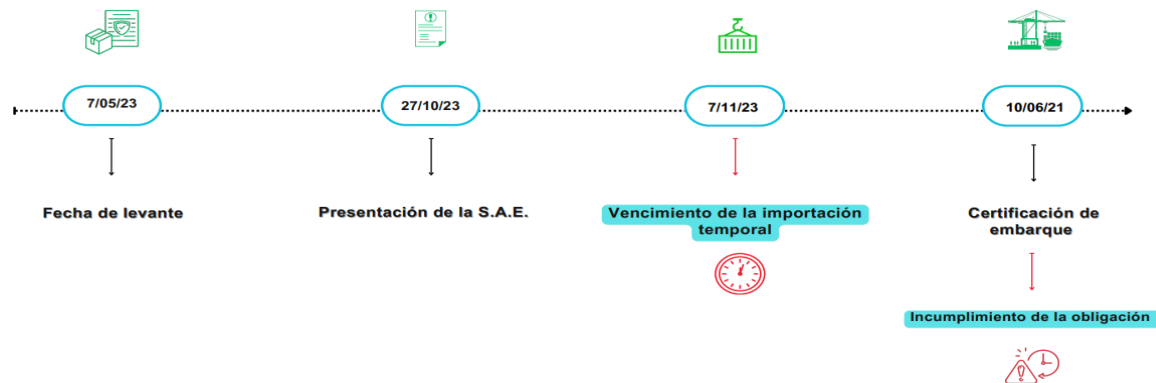 7/05/23
27/10/23
7/11/23
10/06/21
Fecha de levante
Presentación de la S.A.E.
Vencimiento de la importación
temporal
Certificación de
embarque
Incumplimiento de la obligación